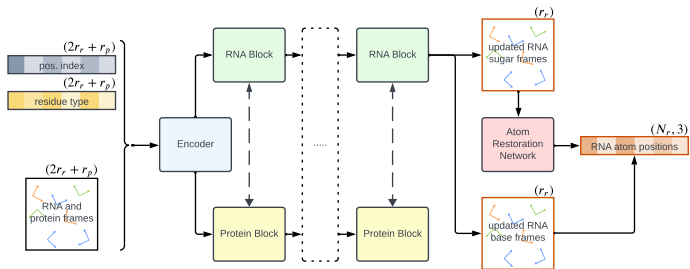 (2r_r + r_p)
pos. index
(2r_r + r_p)
residue type
(2r_r + r_p)
RNA and
protein frames
Encoder
RNA Block
Protein Block
.....
RNA Block
Protein Block
(r_r)
updated RNA
sugar frames
Atom
Restoration
Network
(r_r)
updated RNA
base frames
(N_r, 3)
RNA atom positions